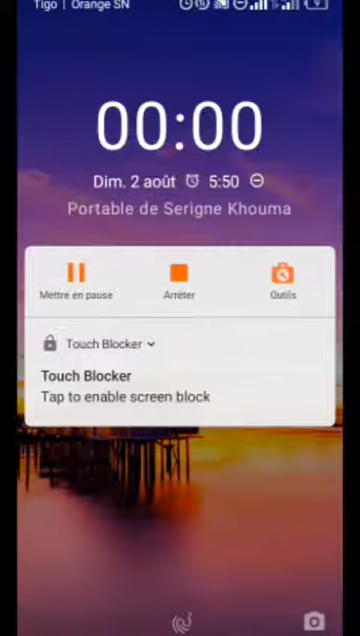 Tigo | Orange SN
00:00
Dim. 2 août 5:50
Portable de Serigne Khouma
Mettre en pause
Arrêter
Outils
Touch Blocker
Touch Blocker
Tap to enable screen block